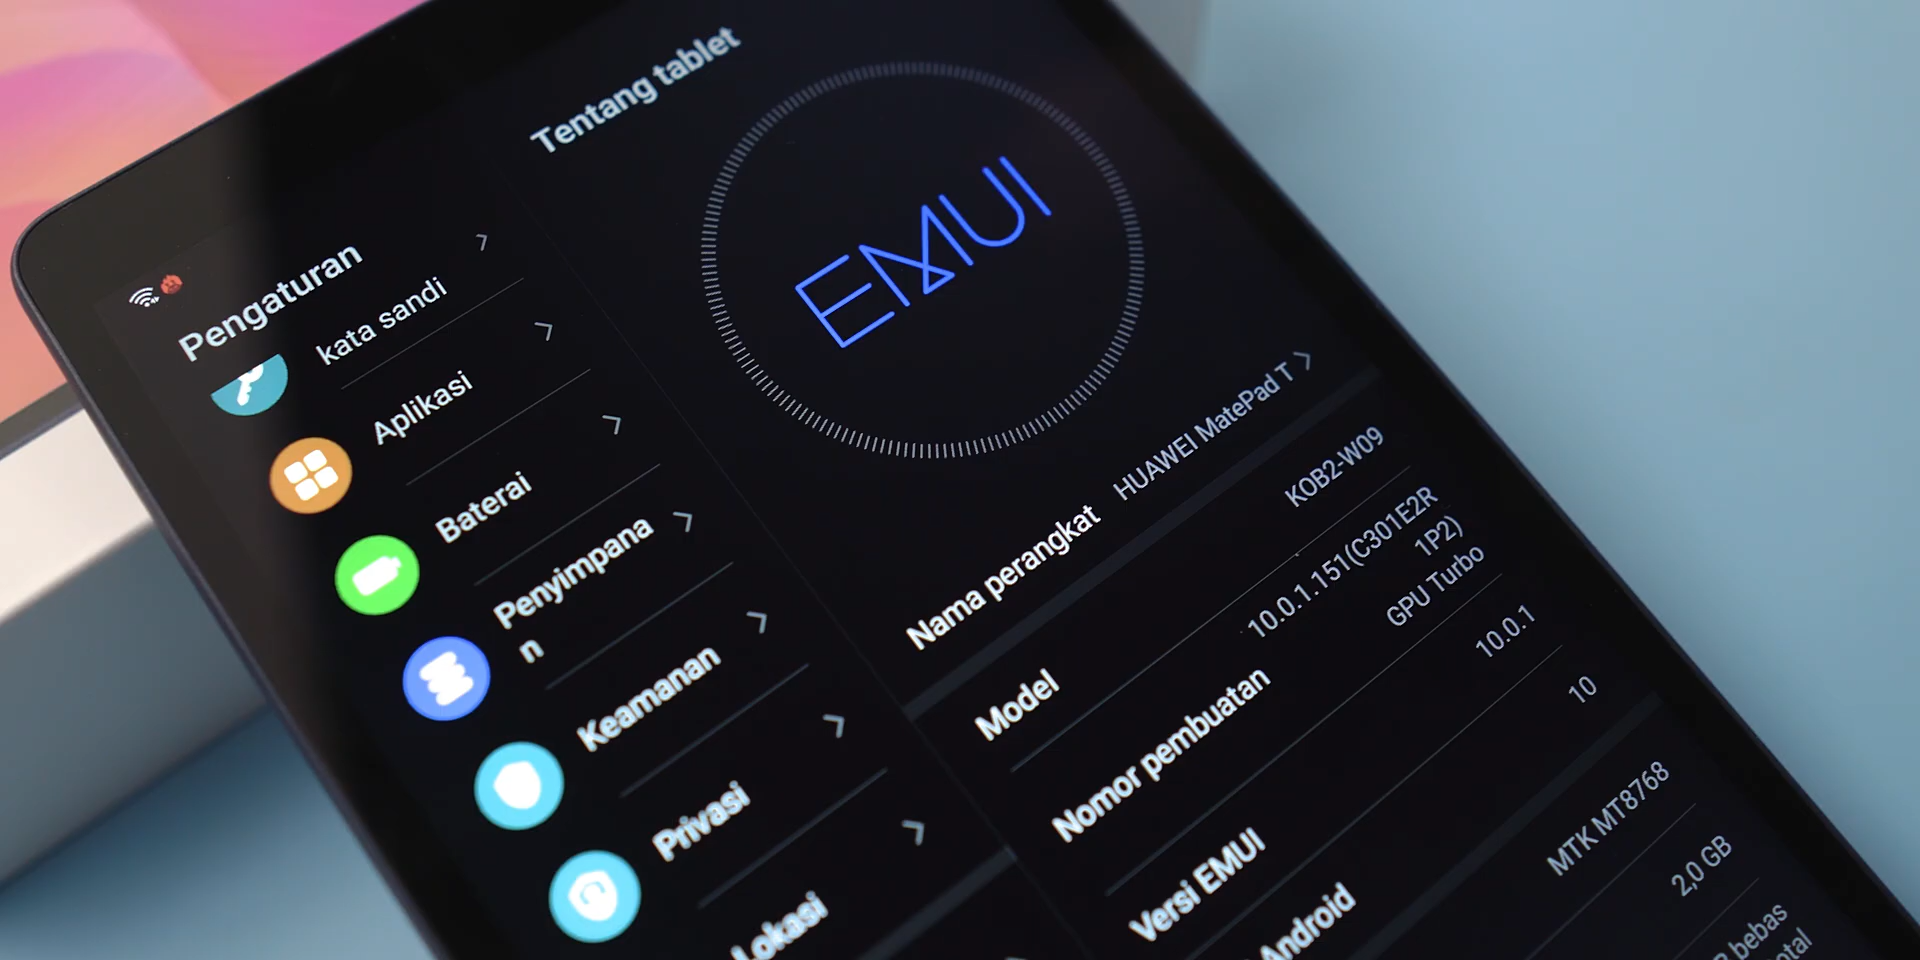 Tentang tablet
EMUI
Pengaturan
kata sandi
Aplikasi
Baterai
Penyimpana
n
Keamanan
Privasi
Lokasi
Nama perangkat HUAWEI MatePad T
Model KOB2-W09
Nomor pembuatan 10.0.1.151(C301E2R
1P2)
GPU Turbo
Versi EMUI 10.0.1
Android 10
MTK MT8768
2,0 GB
bebas